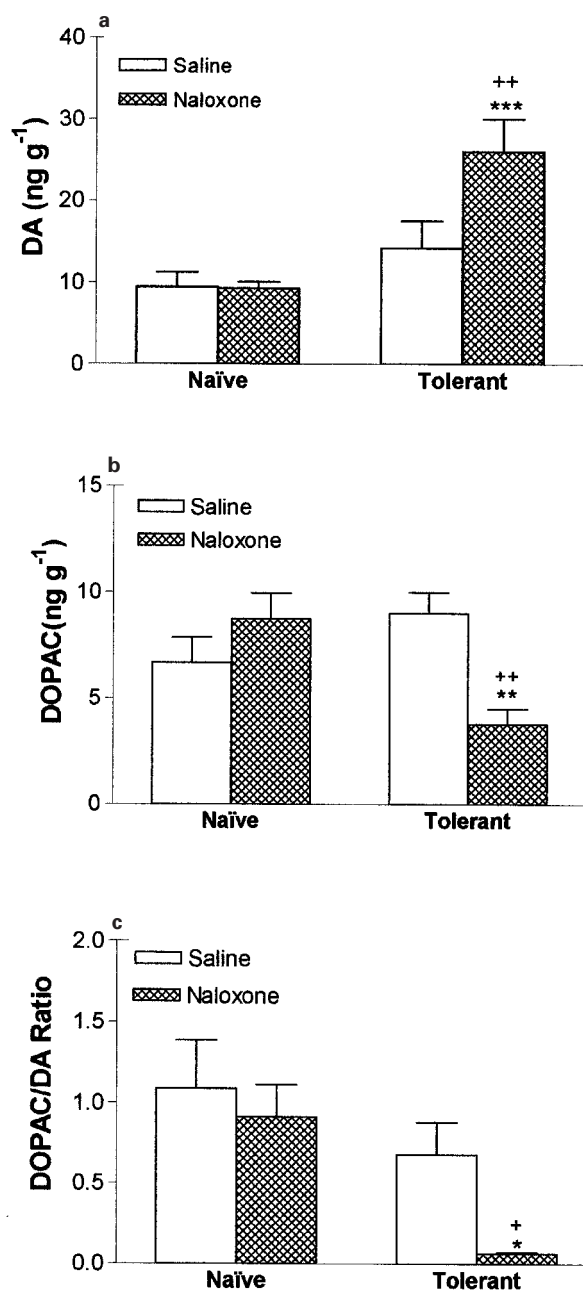 a
40
Saline
Naloxone
++
***
30
20
10
0
DA (ng g-1)
Naïve
Tolerant
b
15
Saline
Naloxone
10
++
**
5
0
DOPAC(ng g-1)
Naïve
Tolerant
c
2.0
Saline
Naloxone
1.5
1.0
0.5
+
*
0.0
DOPAC/DA Ratio
Naïve
Tolerant